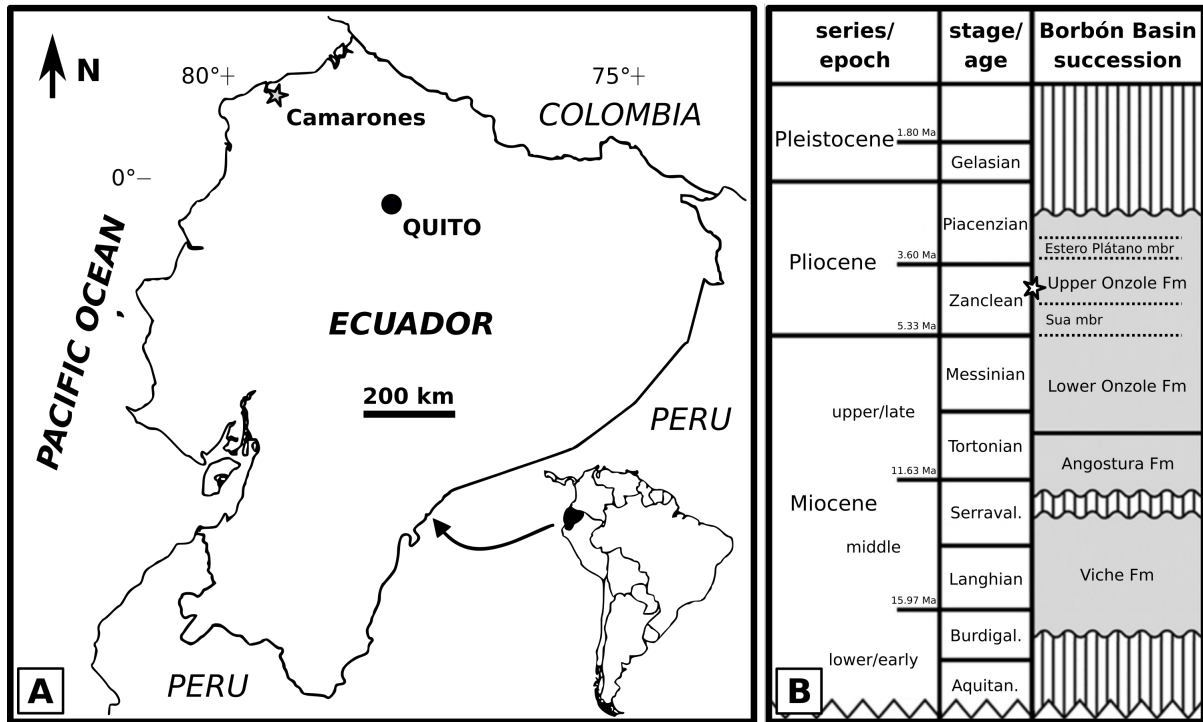 N
80°+
75°+
COLOMBIA
Camarones
0°–
QUITO
PACIFIC OCEAN
ECUADOR
200 km
PERU
PERU
A
series/
epoch
stage/
age
Borbón Basin
succession
Pleistocene
1.80 Ma
Gelasian
Piacenzian
Pliocene
3.60 Ma
Zanclean
5.33 Ma
Estero Plátano mbr
Upper Onzole Fm
Sua mbr
Messinian
Lower Onzole Fm
upper/late
Tortonian
Angostura Fm
11.63 Ma
Miocene
Serraval.
middle
Langhian
Viche Fm
15.97 Ma
Burdigal.
lower/early
Aquitan.
B